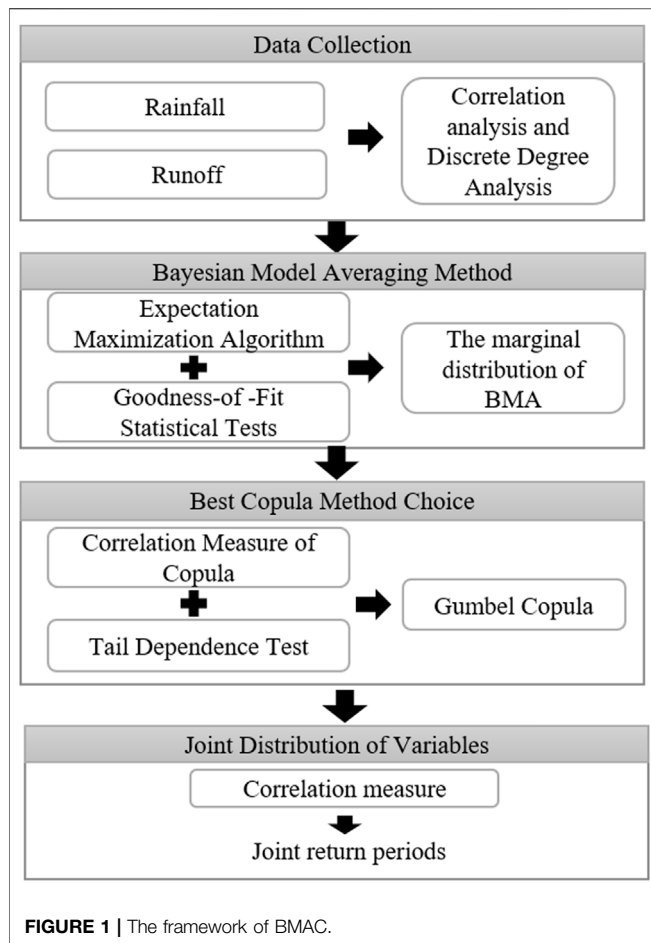 Data Collection
Rainfall
Runoff
Correlation
analysis and
Discrete Degree
Analysis
Bayesian Model Averaging Method
Expectation
Maximization Algorithm
Goodness-of -Fit
Statistical Tests
The marginal
distribution of
BMA
Best Copula Method Choice
Correlation Measure of
Copula
Tail Dependence Test
Gumbel Copula
Joint Distribution of Variables
Correlation measure
Joint return periods
FIGURE 1 | The framework of BMAC.